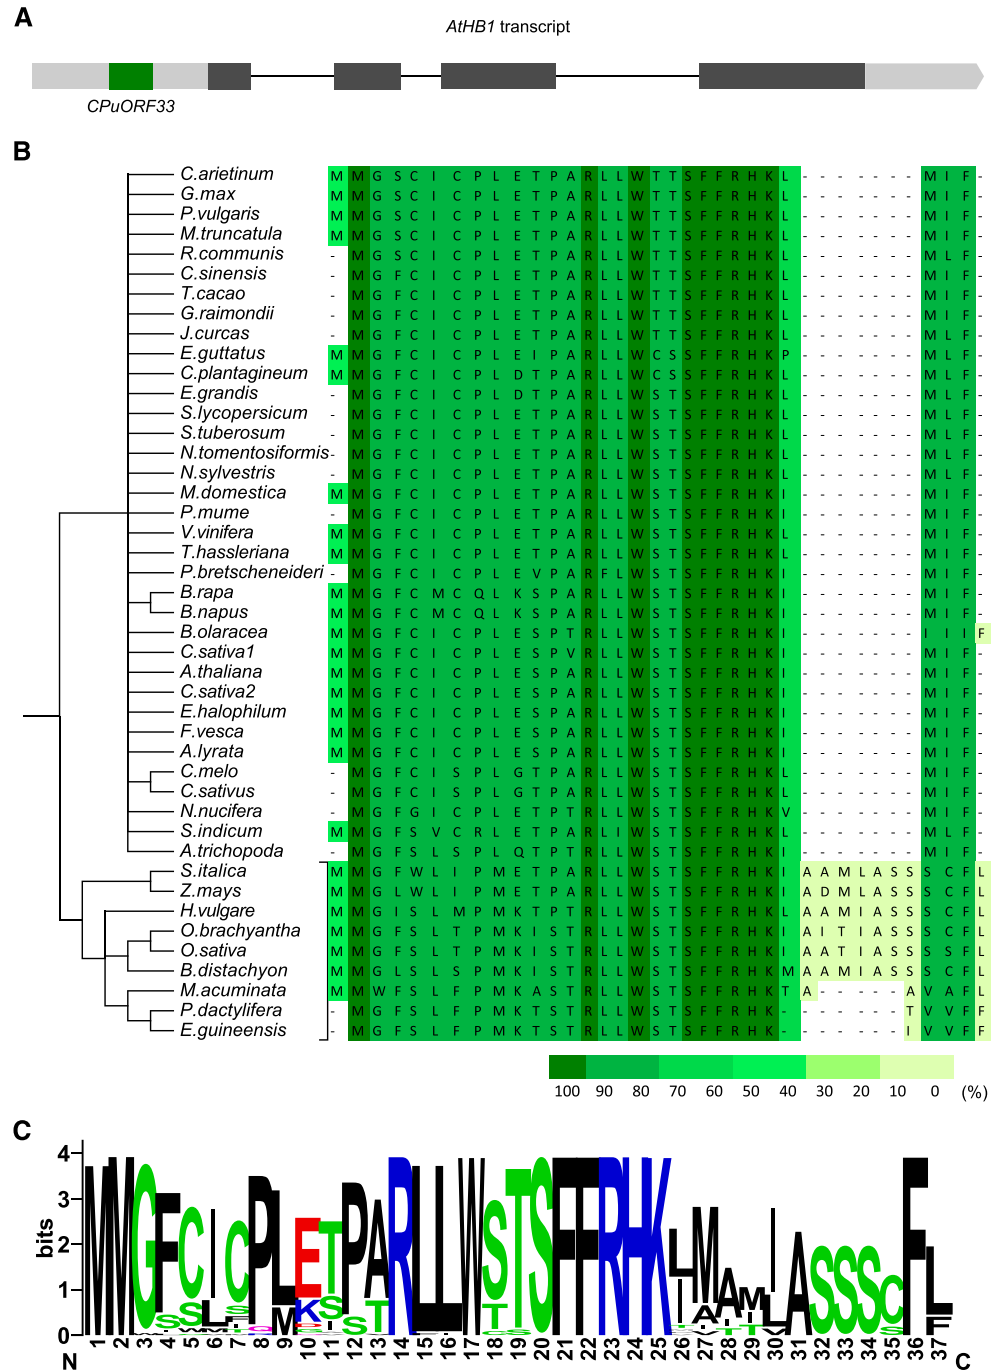 A
AtHB1 transcript
CPuORF33
B
C.arietinum M M G S C I C P L E T P A R L L W T T S F F R H K L - - - - - - - M I F -
G.max M M G S C I C P L E T P A R L L W T T S F F R H K L - - - - - - - M I F -
P.vulgaris M M G S C I C P L E T P A R L L W T T S F F R H K L - - - - - - - M I F -
M.truncatula M M G S C I C P L E T P A R L L W T T S F F R H K L - - - - - - - M I F -
R.communis - M G S C I C P L E T P A R L L W T T S F F R H K L - - - - - - - M L F -
C.sinensis - M G F C I C P L E T P A R L L W T T S F F R H K L - - - - - - - M I F -
T.cacao - M G F C I C P L E T P A R L L W T T S F F R H K L - - - - - - - M I F -
G.raimondii - M G F C I C P L E T P A R L L W T T S F F R H K L - - - - - - - M I F -
J.curcas - M G F C I C P L E T P A R L L W T T S F F R H K L - - - - - - - M I F -
E.guttatus M M G F C I C P L E I P A R L L W C S S F F R H K P - - - - - - - M L F -
C.plantagineum M M G F C I C P L D T P A R L L W C S S F F R H K L - - - - - - - M L F -
E.grandis - M G F C I C P L D T P A R L L W S T S F F R H K L - - - - - - - M L F -
S.lycopersicum - M G F C I C P L E T P A R L L W S T S F F R H K L - - - - - - - M L F -
S.tuberosum - M G F C I C P L E T P A R L L W S T S F F R H K L - - - - - - - M L F -
N.tomentosiformis - M G F C I C P L E T P A R L L W S T S F F R H K L - - - - - - - M L F -
N.sylvestris - M G F C I C P L E T P A R L L W S T S F F R H K L - - - - - - - M L F -
M.domestica M M G F C I C P L E T P A R L L W S T S F F R H K I - - - - - - - M I F -
P.mume - M G F C I C P L E T P A R L L W S T S F F R H K I - - - - - - - M I F -
V.vinifera M M G F C I C P L E T P A R L L W S T S F F R H K L - - - - - - - M I F -
T.hassleriana M M G F C I C P L E T P A R L L W S T S F F R H K L - - - - - - - M I F -
P.bretscheneideri - M G F C I C P L E V P A R F L W S T S F F R H K I - - - - - - - M I F -
B.rapa M M G F C M C Q L K S P A R L L W S T S F F R H K I - - - - - - - M I F -
B.napus M M G F C M C Q L K S P A R L L W S T S F F R H K I - - - - - - - M I F -
B.olaracea M M G F C I C P L E S P T R L L W S T S F F R H K I - - - - - - - I I F F
C.sativa1 M M G F C I C P L E S P V R L L W S T S F F R H K I - - - - - - - M I F -
A.thaliana M M G F C I C P L E S P A R L L W S T S F F R H K I - - - - - - - M I F -
C.sativa2 M M G F C I C P L E S P A R L L W S T S F F R H K I - - - - - - - M I F -
E.halophilum M M G F C I C P L E S P A R L L W S T S F F R H K I - - - - - - - M I F -
F.vesca M M G F C I C P L E S P A R L L W S T S F F R H K I - - - - - - - M I F -
A.lyrata M M G F C I C P L E S P A R L L W S T S F F R H K I - - - - - - - M I F -
C.melo - M G F C I S P L G T P A R L L W S T S F F R H K L - - - - - - - M I F -
C.sativus - M G F C I S P L G T P A R L L W S T S F F R H K L - - - - - - - M I F -
N.nucifera - M G F G I C P L E T P T R L L W S T S F F R H K V - - - - - - - M I F -
S.indicum M M G F S V C R L E T P A R L I W S T S F F R H K L - - - - - - - M L F -
A.trichopoda - M G F S L S P L Q T P T R L L W S T S F F R H K I - - - - - - - M I F -
S.italica M M G F W L I P M E T P A R L L W S T S F F R H K I A A M L A S S S C F L
Z.mays M M G L W L I P M E T P A R L L W S T S F F R H K I A D M L A S S S C F L
H.vulgare M M G I S L M P M K T P T R L L W S T S F F R H K L A A M I A S S S C F L
O.brachyantha M M G F S L T P M K I S T R L L W S T S F F R H K I A I T I A S S S C F L
O.sativa M M G F S L T P M K I S T R L L W S T S F F R H K I A A T I A S S S C F L
B.distachyon M M G L S L S P M K I S T R L L W S T S F F R H K M A A M I A S S S C F L
M.acuminata M M W F S L F P M K A S T R L L W S T S F F R H K T A - - - - - A V A F L
P.dactylifera - M G F S L F P M K T S T R L L W S T S F F R H K - - - - - - - T V V F F
E.guineensis - M G F S L F P M K T S T R L L W S T S F F R H K - - - - - - - I V V F F
100 90 80 70 60 50 40 30 20 10 0 (%)
C
bits
4
3
2
1
0
M M G F C I C P L E T P A R L L W S T S F F R H K L M A M I A S S S C F L
1 2 3 4 5 6 7 8 9 10 11 12 13 14 15 16 17 18 19 20 21 22 23 24 25 26 27 28 29 30 31 32 33 34 35 36 37
N C